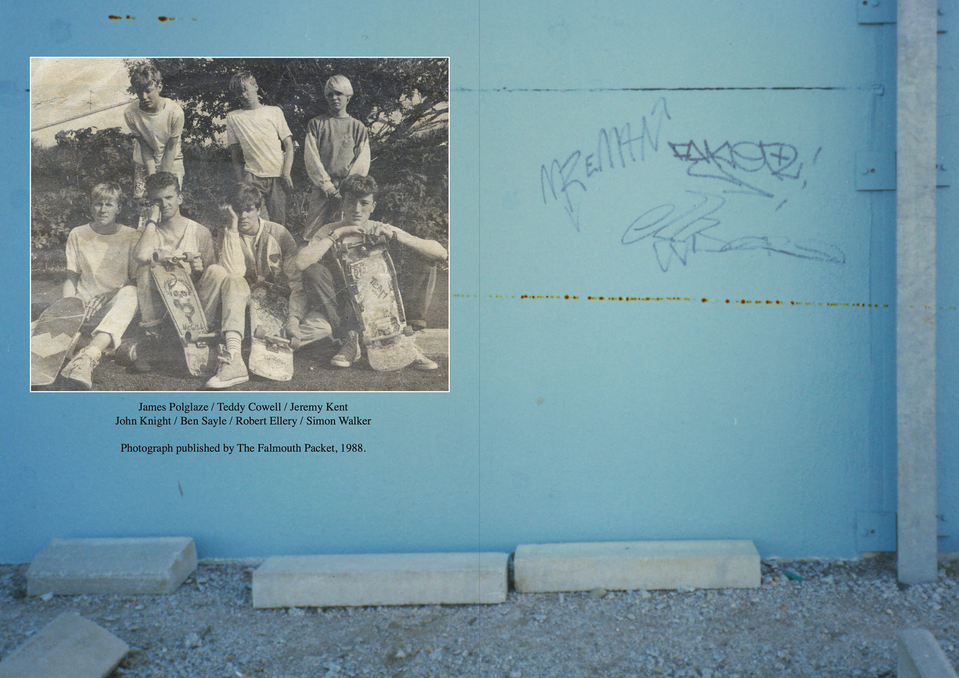 James Polglaze / Teddy Cowell / Jeremy Kent
John Knight / Ben Sayle / Robert Ellery / Simon Walker
Photograph published by The Falmouth Packet, 1988.